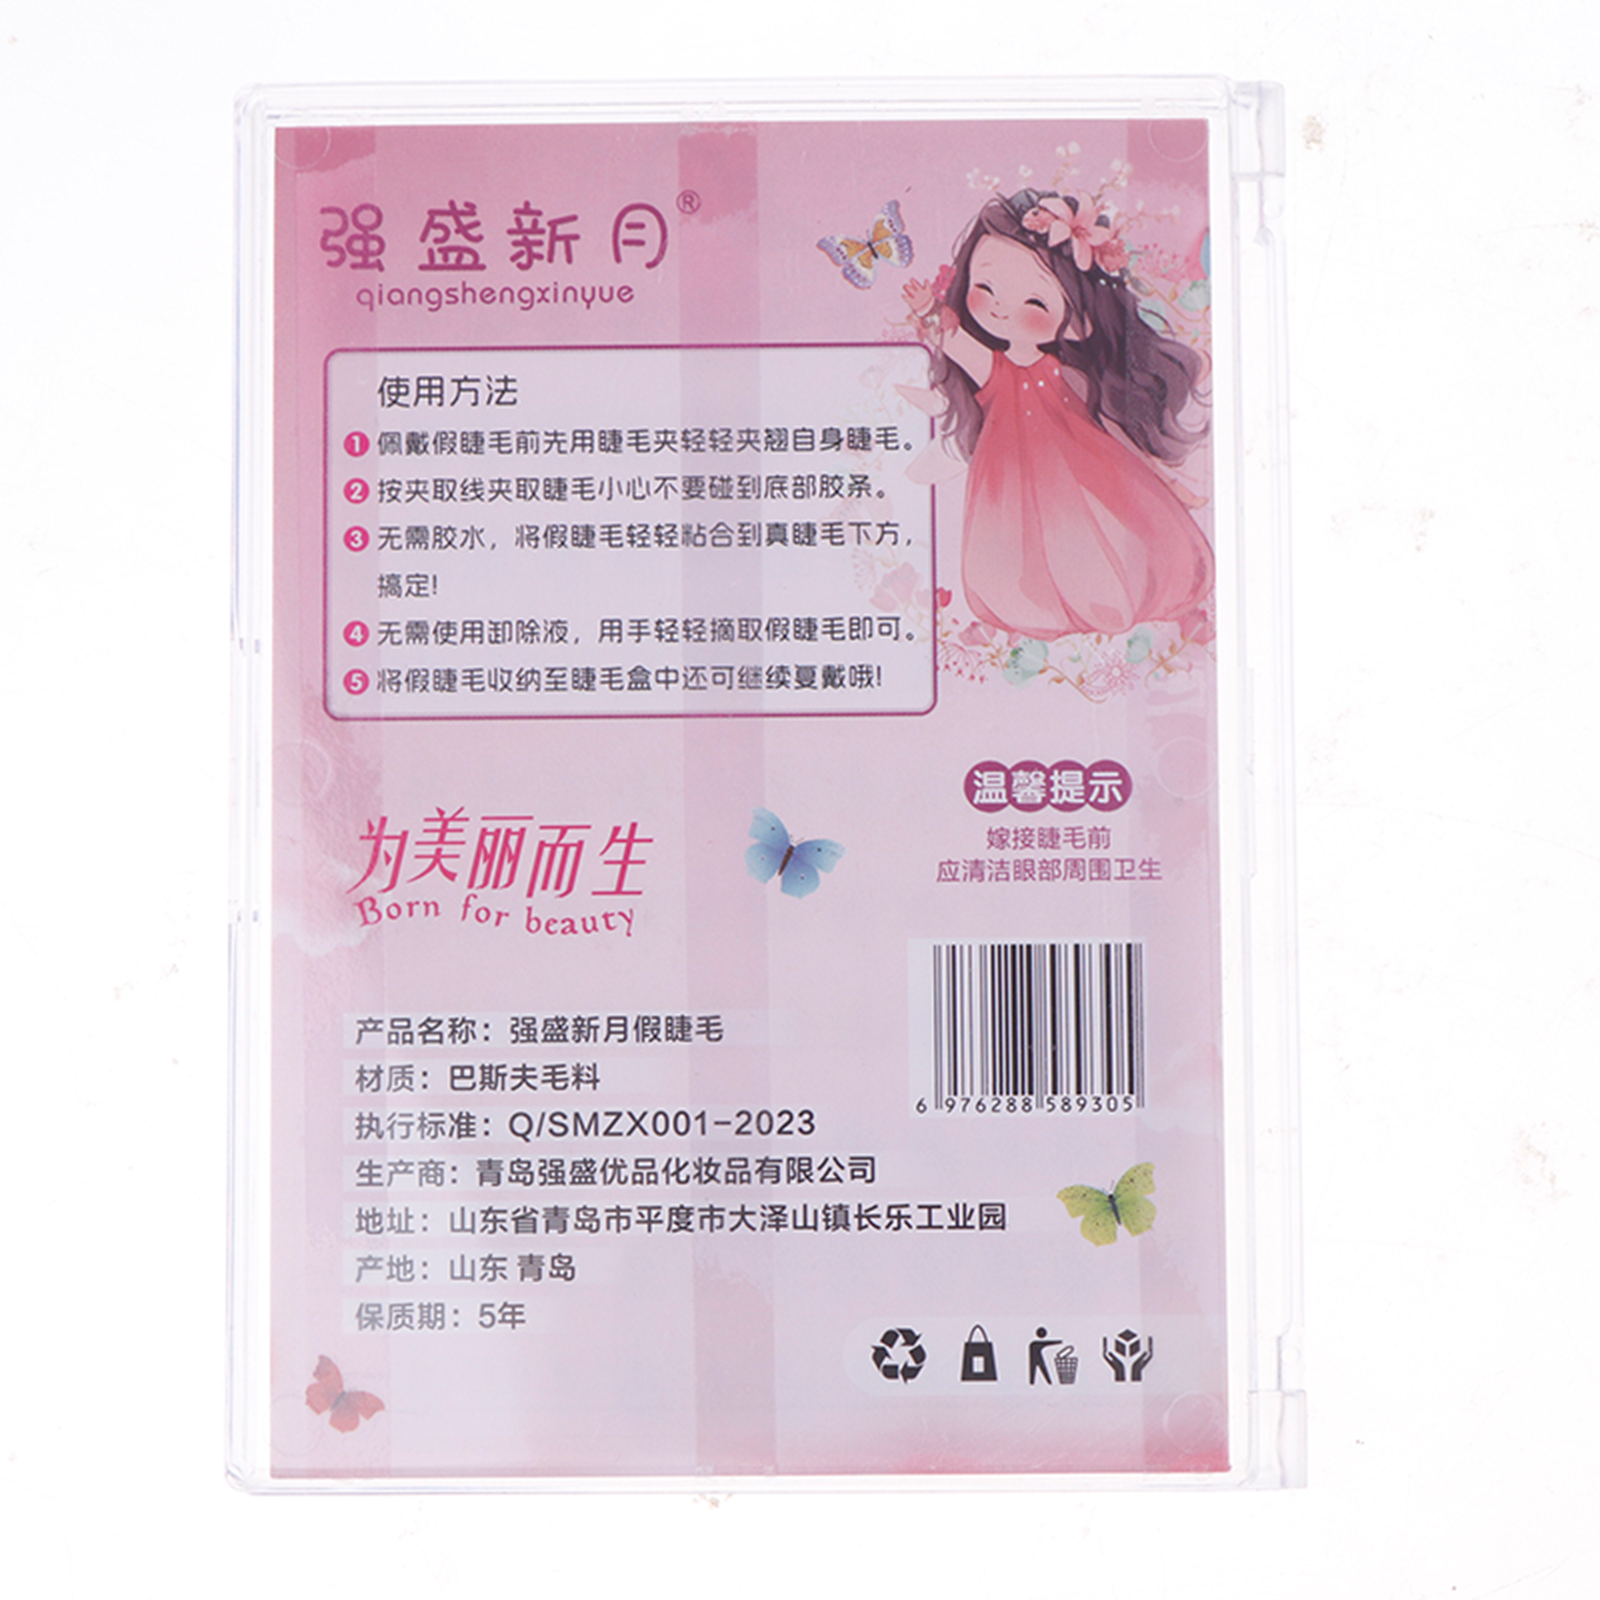 强盛新月®
qiangshengxinyue
使用方法
1 佩戴假睫毛前先用睫毛夹轻轻夹翘自身睫毛。
2 按夹取线夹取睫毛小心不要碰到底部胶条。
3 无需胶水，将假睫毛轻轻粘合到真睫毛下方，
搞定!
4 无需使用卸除液，用手轻轻摘取假睫毛即可。
5 将假睫毛收纳至睫毛盒中还可继续夏戴哦!
温馨提示
嫁接睫毛前
应清洁眼部周围卫生
为美丽而生
Born for beauty
6 976288 589305
产品名称：强盛新月假睫毛
材质：巴斯夫毛料
执行标准：Q/SMZX001-2023
生产商：青岛强盛优品化妆品有限公司
地址：山东省青岛市平度市大泽山镇长乐工业园
产地：山东 青岛
保质期：5年